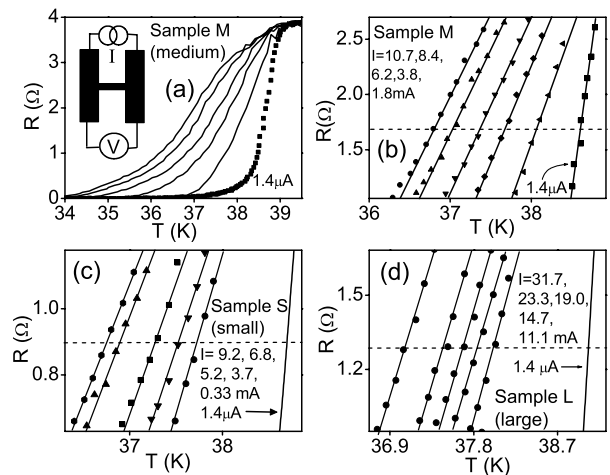 Sample M
(medium)
I
V
(a)
1.4μA
4
3
2
1
0
R (Ω)
34 35 36 37 38 39
T (K)
I=10.7,8.4,
6.2,3.8,
1.8mA
(b)
1.4μA
2.5
2.0
1.5
R(Ω)
36 37 38
T (K)
(c)
Sample S
(small)
I= 9.2, 6.8,
5.2, 3.7,
0.33 mA
1.4μA
1.0
0.8
R (Ω)
37 38
T (K)
(d)
I=31.7,
23.3,19.0,
14.7,
11.1 mA
1.4 μA
Sample L
(large)
1.5
1.2
R (Ω)
36.9 37.8 38.7
T (K)